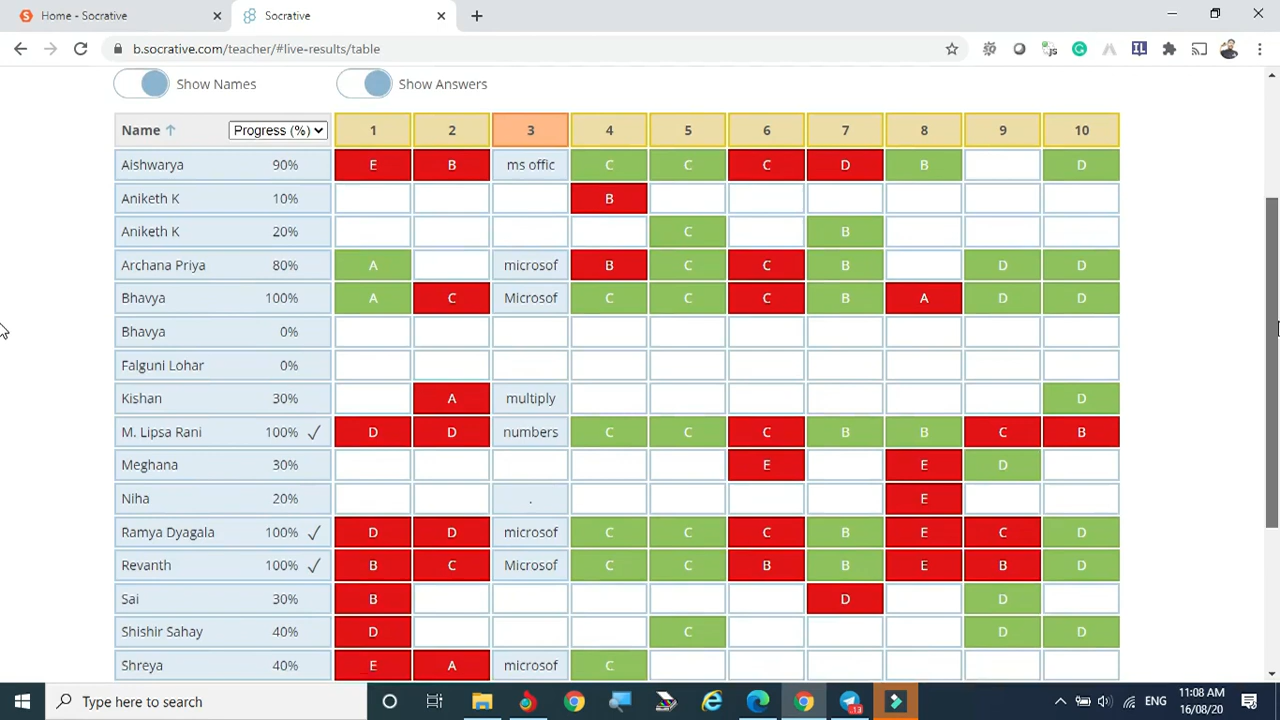 Home - Socrative
Socrative
b.socrative.com/teacher/#live-results/table
Show Names Show Answers
Name Progress (%) 1 2 3 4 5 6 7 8 9 10
Aishwarya 90% E B ms offic C C C D B D
Aniketh K 10% B
Aniketh K 20% C B
Archana Priya 80% A microsof B C C B D D
Bhavya 100% A C Microsof C C C B A D D
Bhavya 0%
Falguni Lohar 0%
Kishan 30% A multiply D
M. Lipsa Rani 100% D D numbers C C C B B C B
Meghana 30% E E D
Niha 20% . E
Ramya Dyagala 100% D D microsof C C C B E C D
Revanth 100% B C Microsof C C B B E B D
Sai 30% B D D
Shishir Sahay 40% D C D D
Shreya 40% E A microsof C
Type here to search
13
ENG
11:08 AM
16/08/20